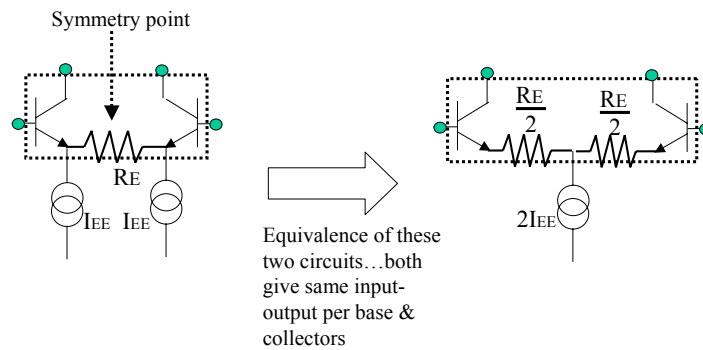 Symmetry point
RE
IEE IEE
RE
2
RE
2
2IEE
Equivalence of these
two circuits…both
give same input-
output per base &
collectors